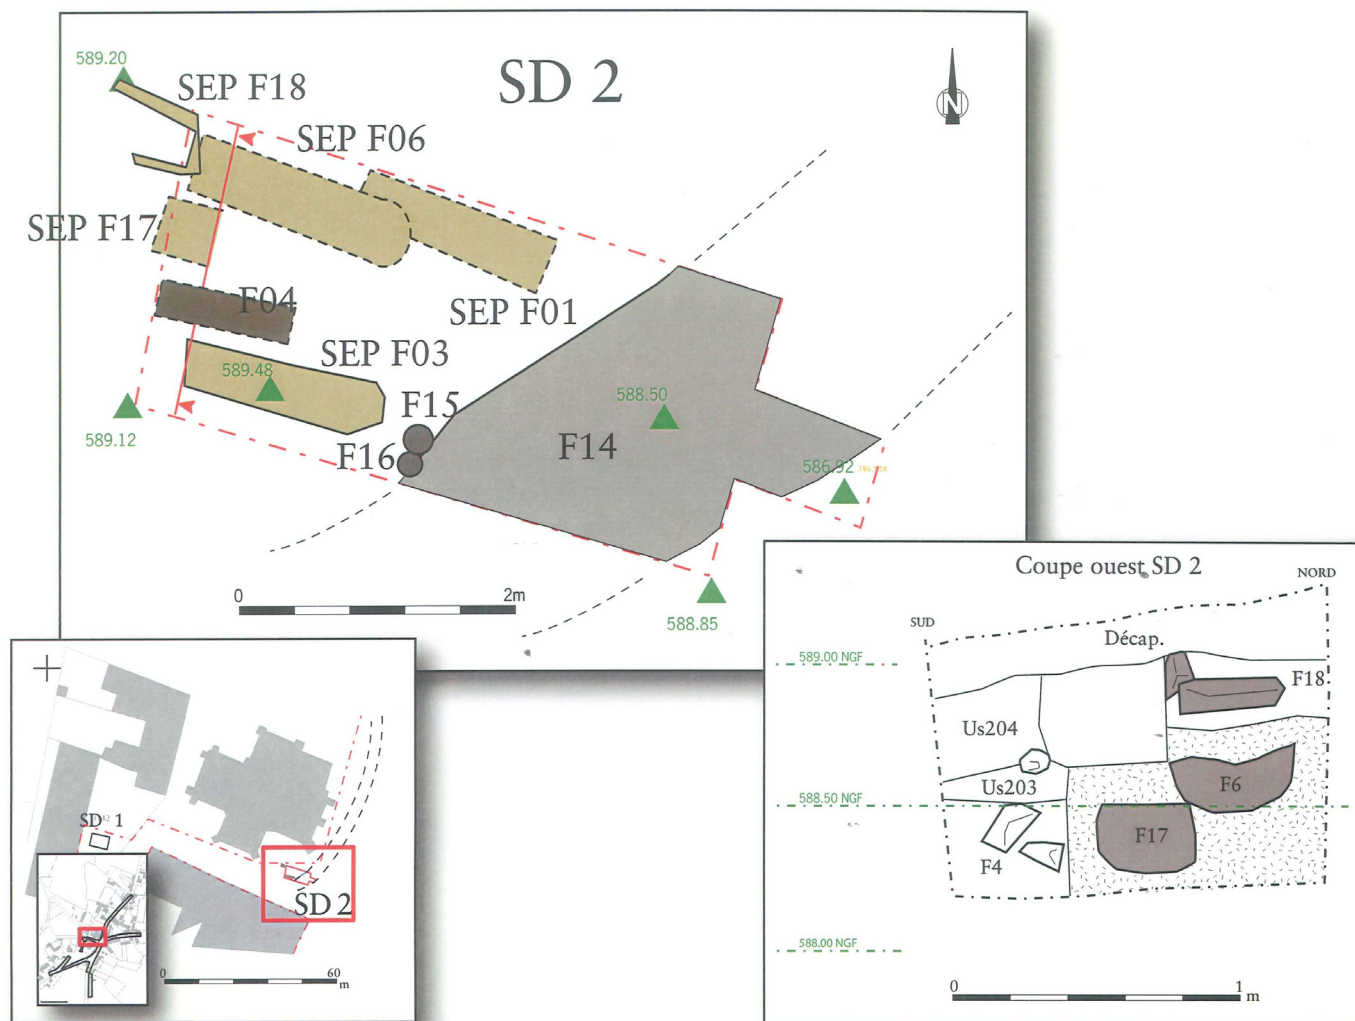 SD 2
N
589.20
SEP F18
SEP F06
SEP F17
F04
SEP F01
SEP F03
589.48
F15
F16
589.12
588.50
F14
586.92
0
2m
588.85
Coupe ouest SD 2
SUD
NORD
Décap.
589.00 NGF
F18
Us204
Us203
F6
588.50 NGF
F17
F4
588.00 NGF
0
1
m
SD
1
SD 2
0
60
m